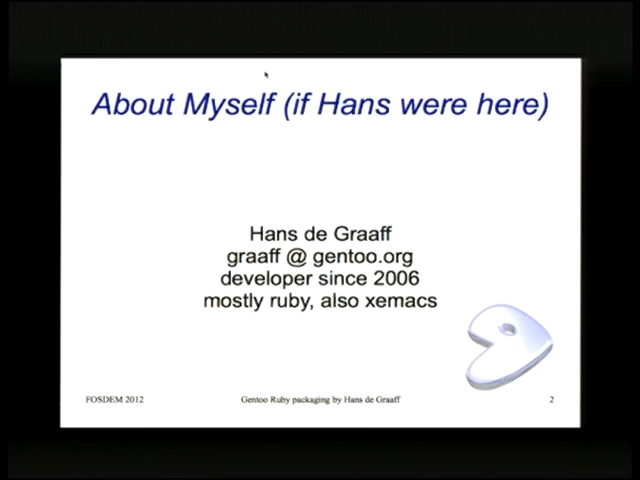 About Myself (if Hans were here)
Hans de Graaff
graaff @ gentoo.org
developer since 2006
mostly ruby, also xemacs
FOSDEM 2012 Gentoo Ruby packaging by Hans de Graaff 2